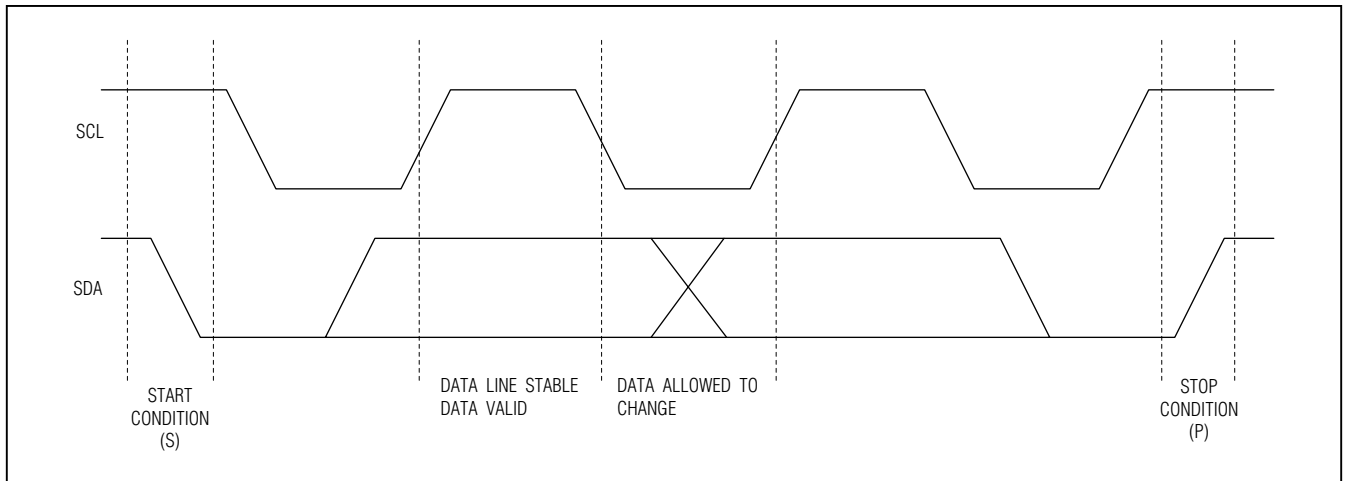 SCL
SDA
START
CONDITION
(S)
DATA LINE STABLE
DATA VALID
DATA ALLOWED TO
CHANGE
STOP
CONDITION
(P)